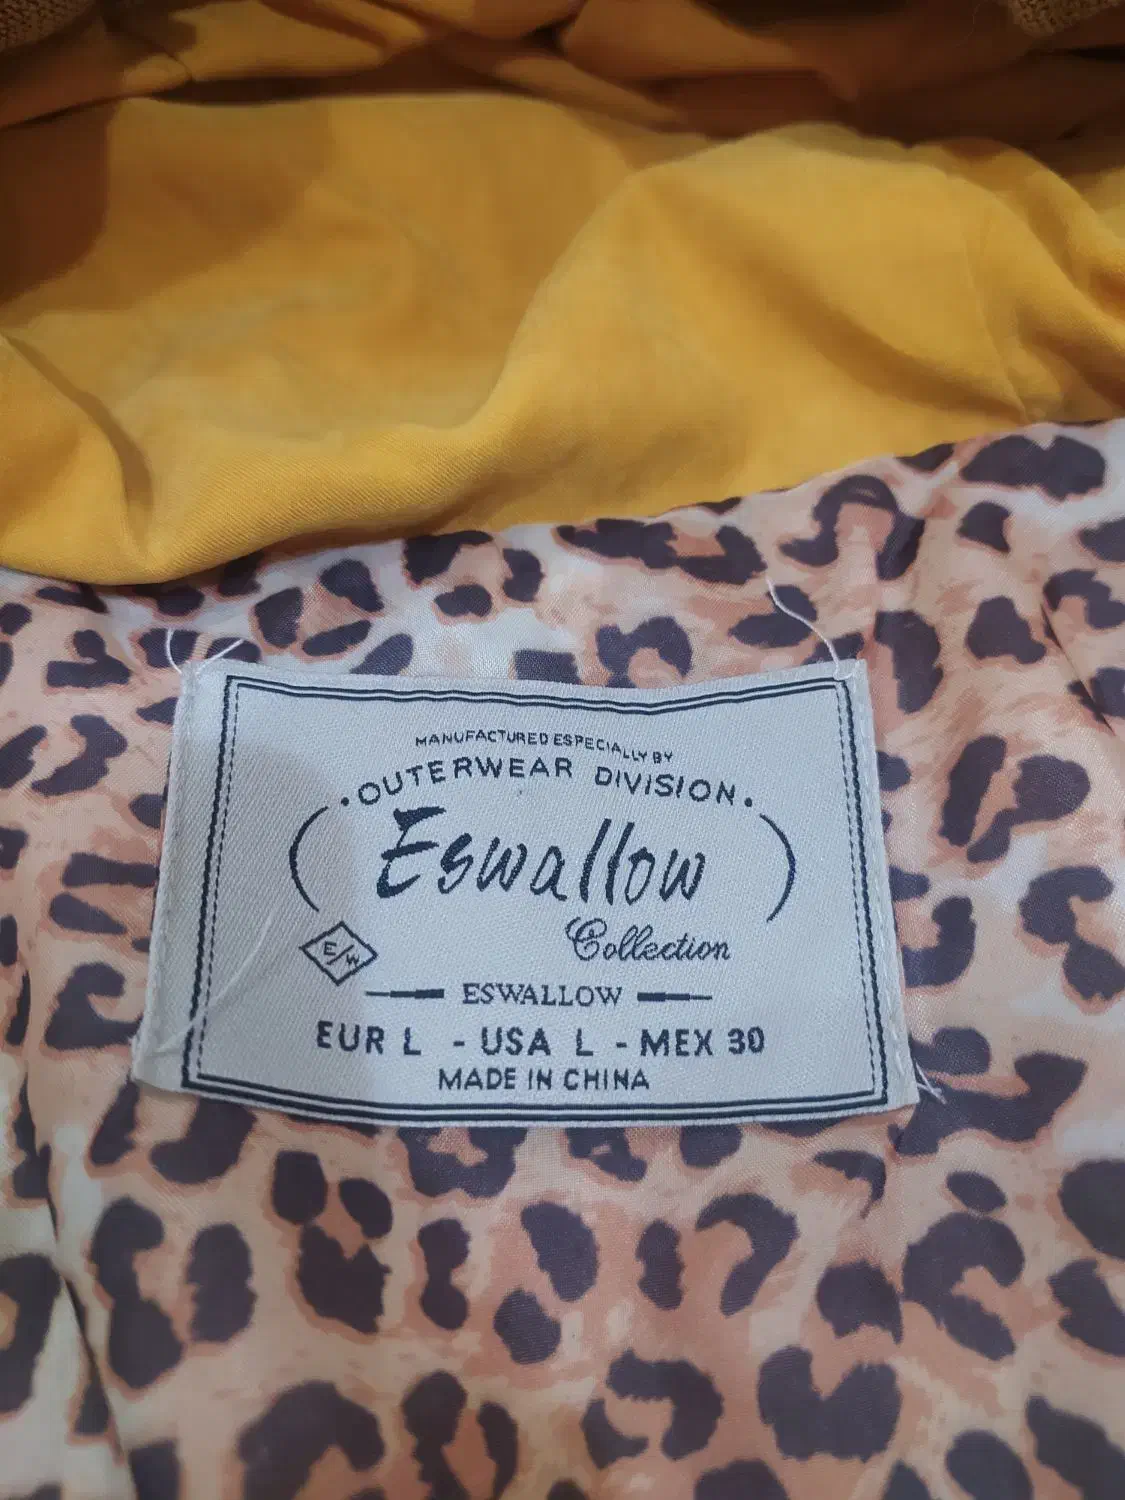 MANUFACTURED ESPECIALLY BY
·OUTERWEAR DIVISION·
(Eswallow)
Collection
E/W
ESWALLOW
EUR L - USA L - MEX 30
MADE IN CHINA